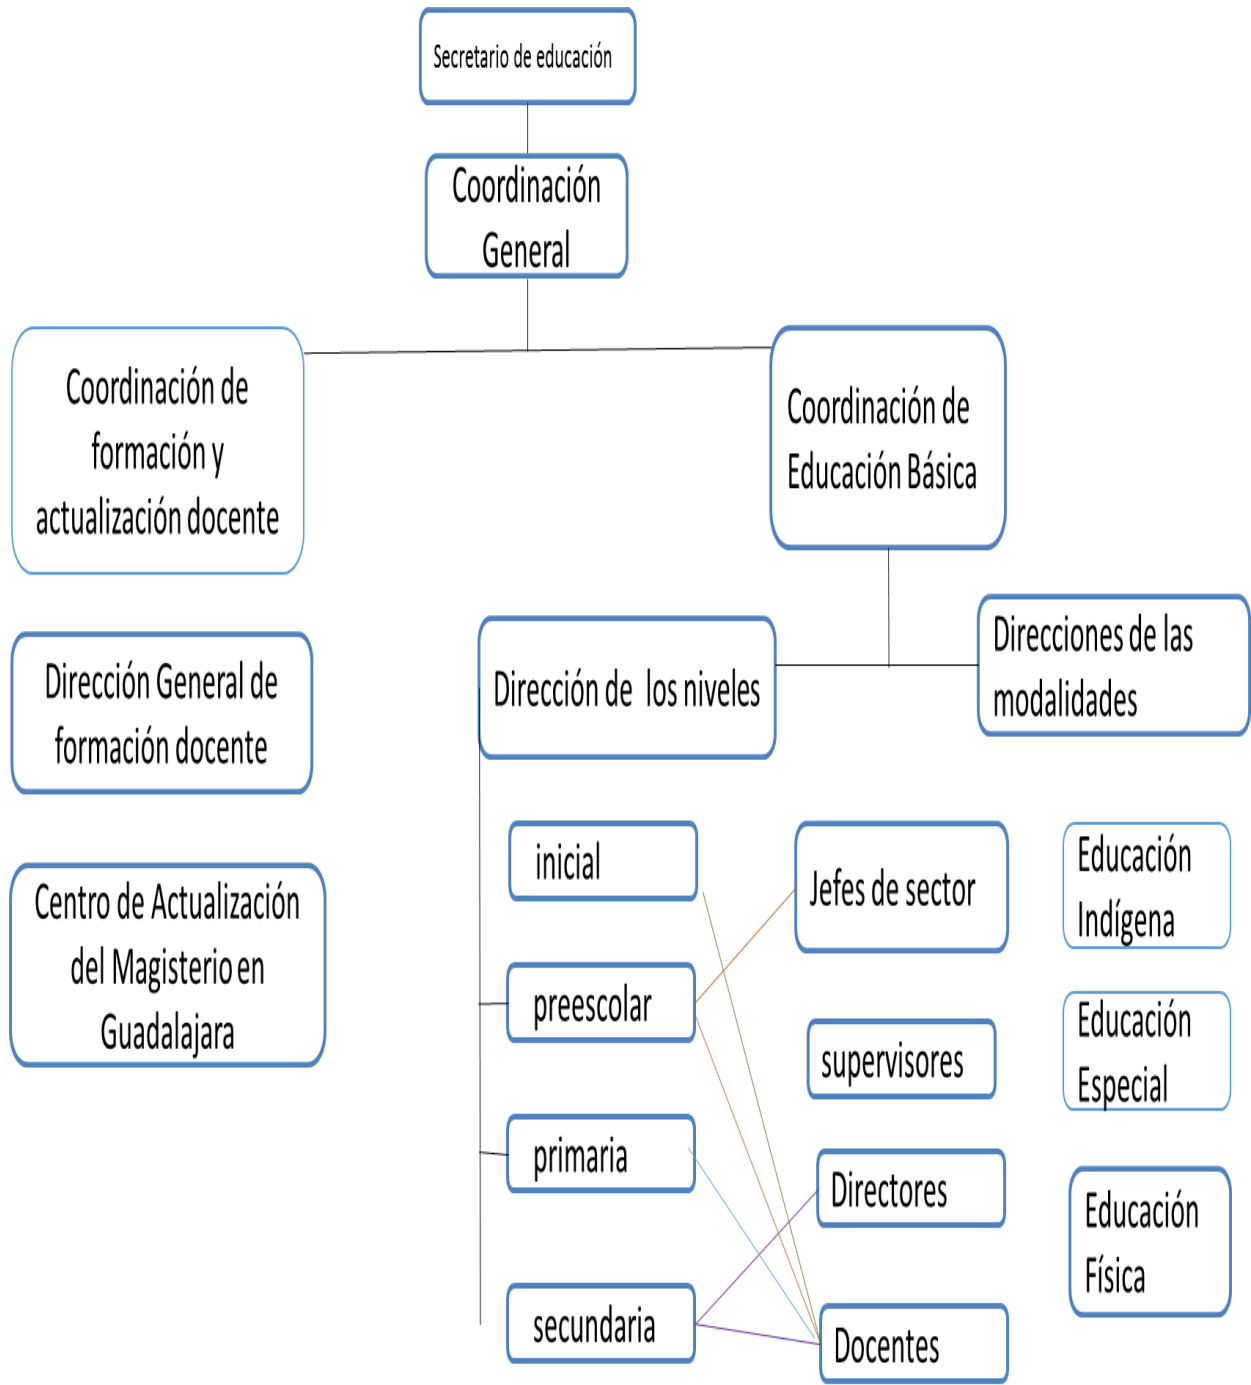 Secretario de educación
Coordinación
General
Coordinación de
formación y
actualización docente
Coordinación de
Educación Básica
Dirección General de
formación docente
Dirección de los niveles
Direcciones de las
modalidades
Centro de Actualización
del Magisterio en
Guadalajara
inicial
preescolar
primaria
secundaria
Jefes de sector
supervisores
Directores
Docentes
Educación
Indígena
Educación
Especial
Educación
Física